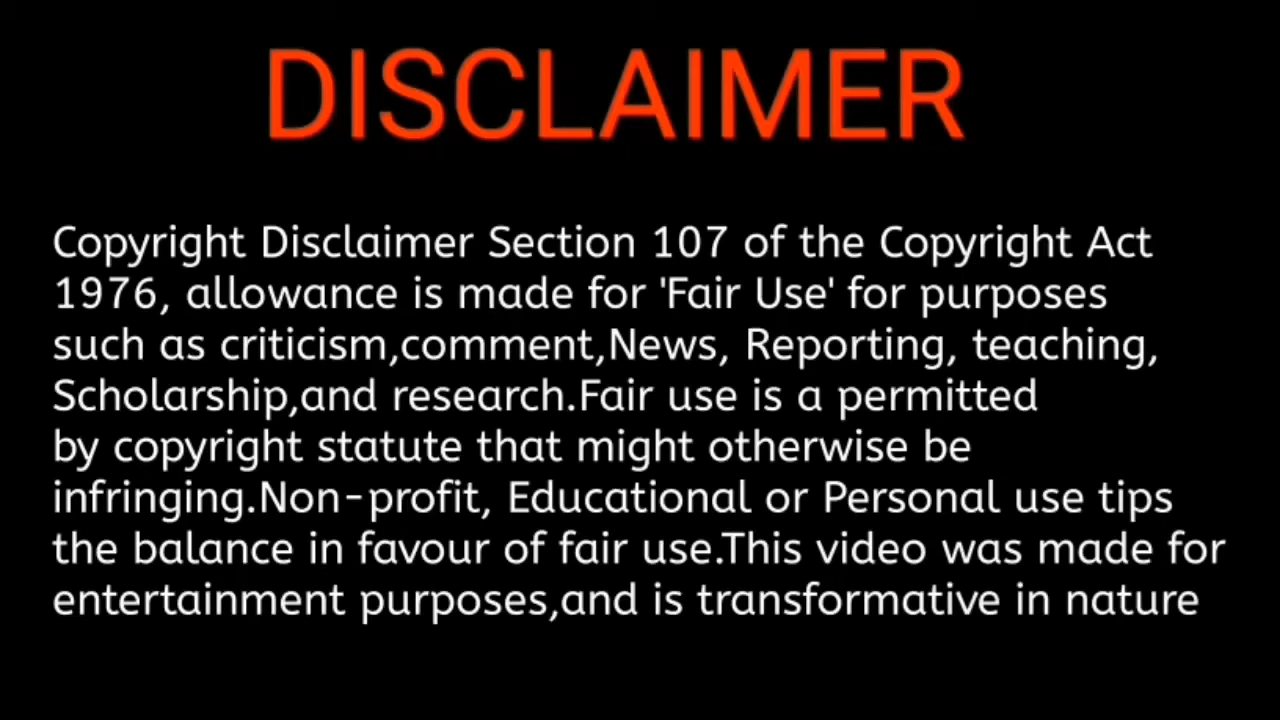 DISCLAIMER
Copyright Disclaimer Section 107 of the Copyright Act
1976, allowance is made for 'Fair Use' for purposes
such as criticism,comment,News, Reporting, teaching,
Scholarship,and research.Fair use is a permitted
by copyright statute that might otherwise be
infringing.Non-profit, Educational or Personal use tips
the balance in favour of fair use.This video was made for
entertainment purposes,and is transformative in nature